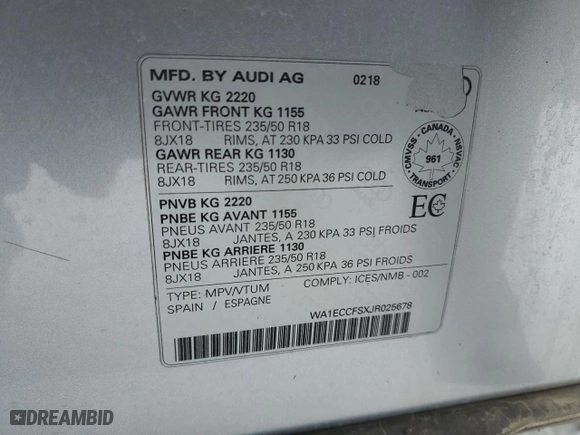 MFD. BY AUDI AG 0218
GVWR KG 2220
GAWR FRONT KG 1155
FRONT-TIRES 235/50 R18
8JX18 RIMS, AT 230 KPA 33 PSI COLD
GAWR REAR KG 1130
REAR-TIRES 235/50 R18
8JX18 RIMS, AT 250 KPA 36 PSI COLD
PNVB KG 2220
PNBE KG AVANT 1155
PNEUS AVANT 235/50 R18
8JX18 JANTES, A 230 KPA 33 PSI FROIDS
PNBE KG ARRIERE 1130
PNEUS ARRIERE 235/50 R18
8JX18 JANTES, A 250 KPA 36 PSI FROIDS
TYPE: MPV/VTUM COMPLY: ICES/NMB - 002
SPAIN / ESPAGNE
WA1ECCFSXJR025678
CMVSS - CANADA - NSVAC
961
TRANSPORT
EC
DREAMBID